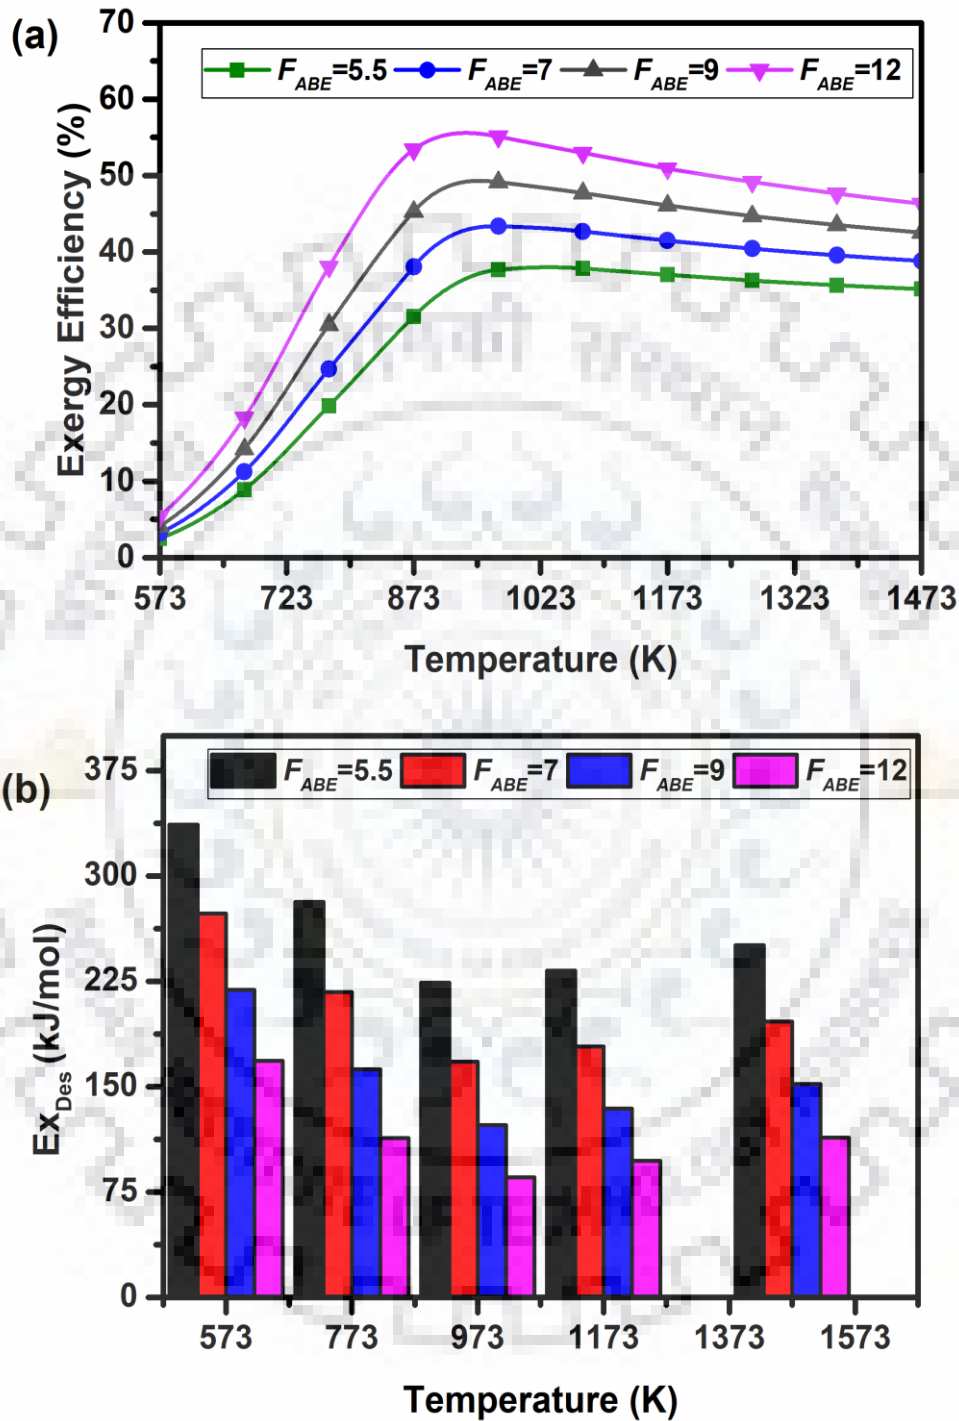 (a)
70
60
50
40
30
20
10
0
Exergy Efficiency (%)
F_ABE=5.5 F_ABE=7 F_ABE=9 F_ABE=12
573 723 873 1023 1173 1323 1473
Temperature (K)
(b)
375
300
225
150
75
0
Ex_Des (kJ/mol)
F_ABE=5.5 F_ABE=7 F_ABE=9 F_ABE=12
573 773 973 1173 1373 1573
Temperature (K)